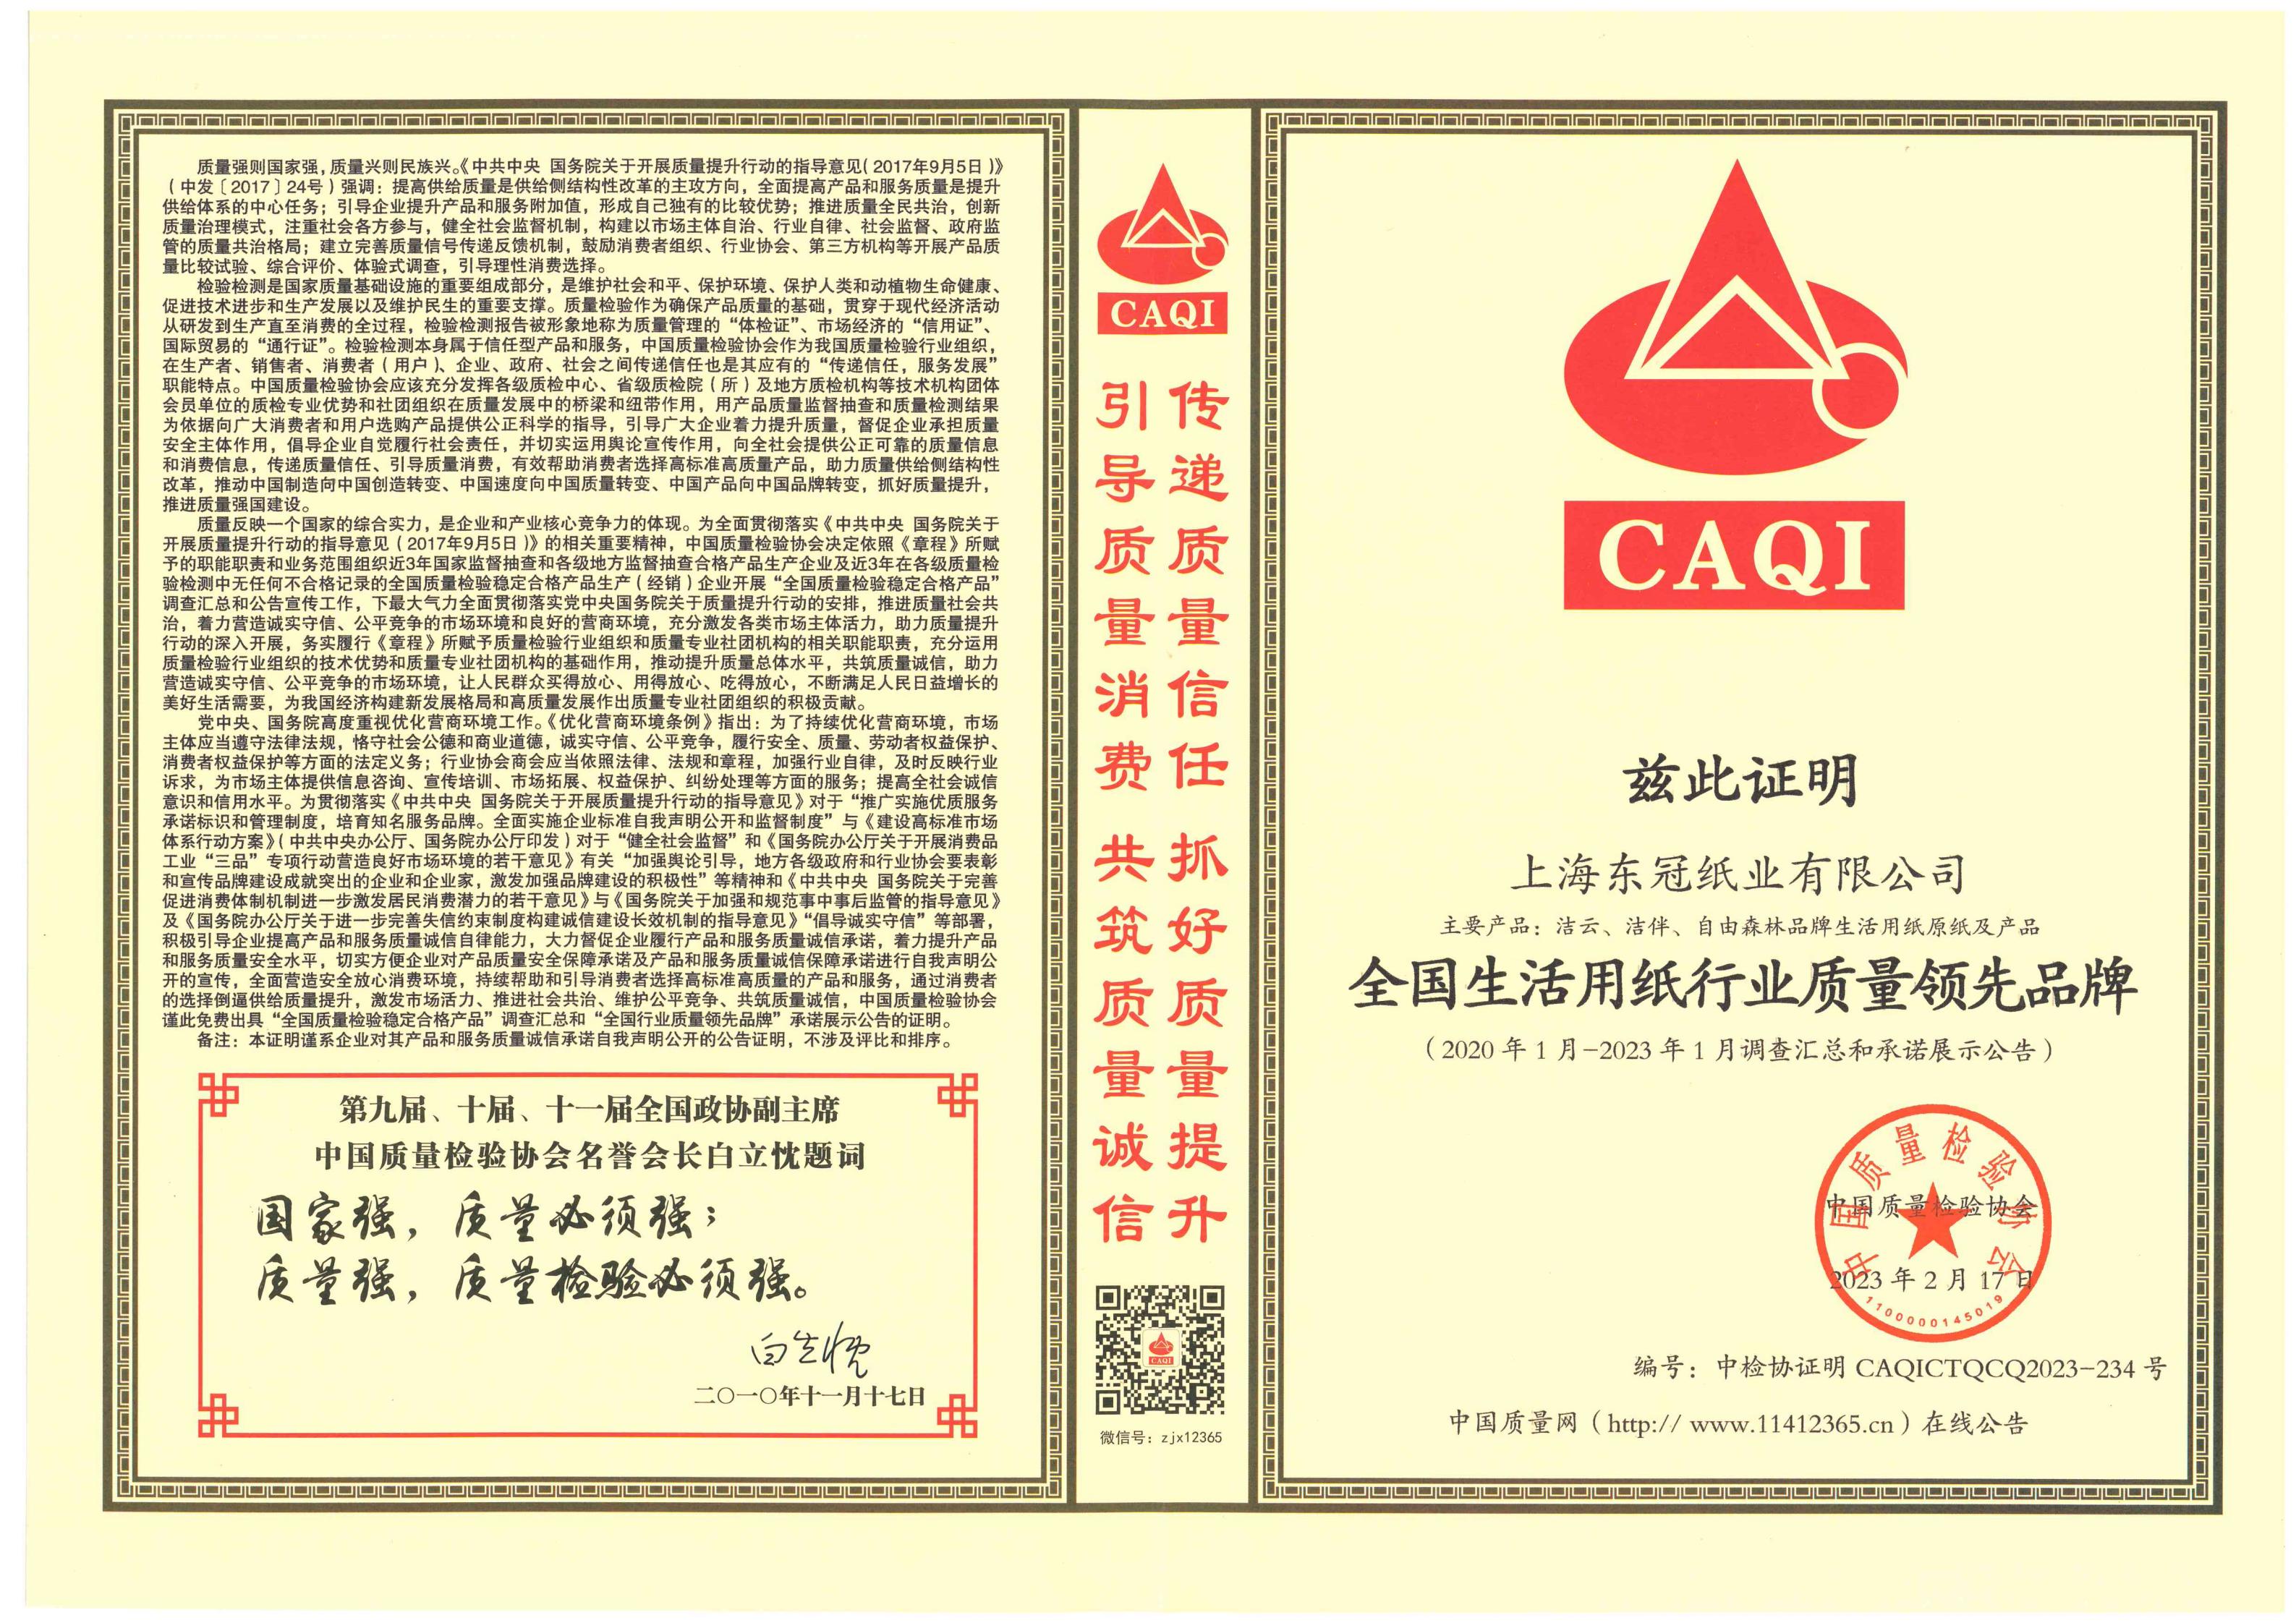 质量强则国家强，质量兴则民族兴。《中共中央 国务院关于开展质量提升行动的指导意见（2017年9月5日）》
（中发〔2017〕24号）强调：提高供给质量是供给侧结构性改革的主攻方向，全面提高产品和服务质量是提升
供给体系的中心任务；引导企业提升产品和服务附加值，形成自己独有的比较优势；推进质量全民共治，创新
质量治理模式，注重社会各方参与，健全社会监督机制，构建以市场主体自治、行业自律、社会监督、政府监
管的质量共治格局；建立完善质量信号传递反馈机制，鼓励消费者组织、行业协会、第三方机构等开展产品质
量比较试验、综合评价、体验式调查，引导理性消费选择。
检验检测是国家质量基础设施的重要组成部分，是维护社会和平、保护环境、保护人类和动植物生命健康、
促进技术进步和生产发展以及维护民生的重要支撑。质量检验作为确保产品质量的基础，贯穿于现代经济活动
从研发到生产直至消费的全过程，检验检测报告被形象地称为质量管理的“体检证”、市场经济的“信用证”、
国际贸易的“通行证”。检验检测本身属于信任型产品和服务，中国质量检验协会作为我国质量检验行业组织，
在生产者、销售者、消费者（用户）、企业、政府、社会之间传递信任也是其应有的“传递信任，服务发展”
职能特点。中国质量检验协会应该充分发挥各级质检中心、省级质检院（所）及地方质检机构等技术机构团体
会员单位的质检专业优势和社团组织在质量发展中的桥梁和纽带作用，用产品质量监督抽查和质量检测结果
为依据向广大消费者和用户选购产品提供公正科学的指导，引导广大企业着力提升质量，督促企业承担质量
安全主体作用，倡导企业自觉履行社会责任，并切实运用舆论宣传作用，向全社会提供公正可靠的质量信息
和消费信息，传递质量信任、引导质量消费，有效帮助消费者选择高标准高质量产品，助力质量供给侧结构性
改革，推动中国制造向中国创造转变、中国速度向中国质量转变、中国产品向中国品牌转变，抓好质量提升，
推进质量强国建设。
质量反映一个国家的综合实力，是企业和产业核心竞争力的体现。为全面贯彻落实《中共中央 国务院关于
开展质量提升行动的指导意见（2017年9月5日）》的相关重要精神，中国质量检验协会决定依照《章程》所赋
予的职能职责和业务范围组织近3年国家监督抽查和各级地方监督抽查合格产品生产企业及近3年在各级质量检
验检测中无任何不合格记录的全国质量检验稳定合格产品生产（经销）企业开展“全国质量检验稳定合格产品”
调查汇总和公告宣传工作，下最大气力全面贯彻落实党中央国务院关于质量提升行动的安排，推进质量社会共
治，着力营造诚实守信、公平竞争的市场环境和良好的营商环境，充分激发各类市场主体活力，助力质量提升
行动的深入开展，务实履行《章程》所赋予质量检验行业组织和质量专业社团机构的相关职能职责，充分运用
质量检验行业组织的技术优势和质量专业社团机构的基础作用，推动提升质量总体水平，共筑质量诚信，助力
营造诚实守信、公平竞争的市场环境，让人民群众买得放心、用得放心、吃得放心，不断满足人民日益增长的
美好生活需要，为我国经济构建新发展格局和高质量发展作出质量专业社团组织的积极贡献。
党中央、国务院高度重视优化营商环境工作。《优化营商环境条例》指出：为了持续优化营商环境，市场
主体应当遵守法律法规，恪守社会公德和商业道德，诚实守信、公平竞争，履行安全、质量、劳动者权益保护、
消费者权益保护等方面的法定义务；行业协会商会应当依照法律、法规和章程，加强行业自律，及时反映行业
诉求，为市场主体提供信息咨询、宣传培训、市场拓展、权益保护、纠纷处理等方面的服务；提高全社会诚信
意识和信用水平。为贯彻落实《中共中央 国务院关于开展质量提升行动的指导意见》对于“推广实施优质服务
承诺标识和管理制度，培育知名服务品牌。全面实施企业标准自我声明公开和监督制度”与《建设高标准市场
体系行动方案》（中共中央办公厅、国务院办公厅印发）对于“健全社会监督”和《国务院办公厅关于开展消费品
工业“三品”专项行动营造良好市场环境的若干意见》有关“加强舆论引导，地方各级政府和行业协会要表彰
和宣传品牌建设成就突出的企业和企业家，激发加强品牌建设的积极性”等精神和《中共中央 国务院关于完善
促进消费体制机制进一步激发居民消费潜力的若干意见》与《国务院关于加强和规范事中事后监管的指导意见》
及《国务院办公厅关于进一步完善失信约束制度构建诚信建设长效机制的指导意见》“倡导诚实守信”等部署，
积极引导企业提高产品和服务质量诚信自律能力，大力督促企业履行产品和服务质量诚信承诺，着力提升产品
和服务质量安全水平，切实方便企业对产品质量安全保障承诺及产品和服务质量诚信保障承诺进行自我声明公
开的宣传，全面营造安全放心消费环境，持续帮助和引导消费者选择高标准高质量的产品和服务，通过消费者
的选择倒逼供给质量提升，激发市场活力、推进社会共治、维护公平竞争、共筑质量诚信，中国质量检验协会
谨此免费出具“全国质量检验稳定合格产品”调查汇总和“全国行业质量领先品牌”承诺展示公告的证明。
备注：本证明谨系企业对其产品和服务质量诚信承诺自我声明公开的公告证明，不涉及评比和排序。
第九届、十届、十一届全国政协副主席
中国质量检验协会名誉会长白立忱题词
国家强，质量必须强；
质量强，质量检验必须强。
白立忱
二〇一〇年十一月十七日
CAQI
传递质量信任 抓好质量提升
引导质量消费 共筑质量诚信
CAQI
微信号：zjx12365
CAQI
兹此证明
上海东冠纸业有限公司
主要产品：洁云、洁伴、自由森林品牌生活用纸原纸及产品
全国生活用纸行业质量领先品牌
（2020年1月-2023年1月调查汇总和承诺展示公告）
中国质量检验协会
中国质量检验协会
2023年2月17日
1100000145019
编号：中检协证明 CAQICTQCQ2023-234号
中国质量网（http:// www.11412365.cn）在线公告